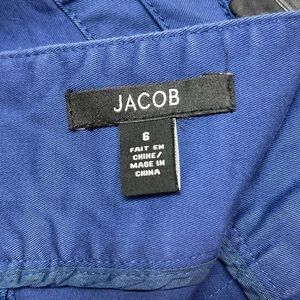 JACOB
6
FAIT EN
CHINE/
MADE IN
CHINA